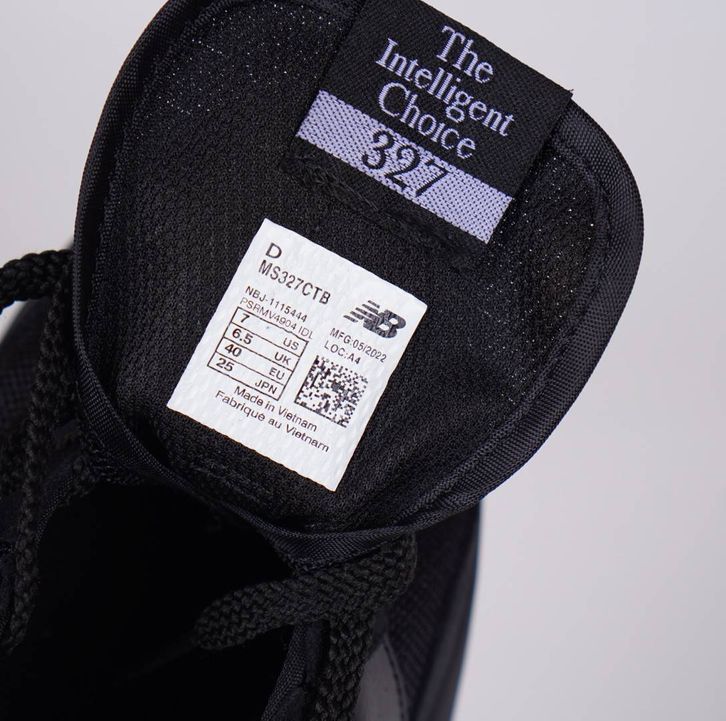 The
Intelligent
Choice
327
D
MS327CTB
NBJ-1115444
PSRMV4904 IDL
7 US
6.5 UK
40 EU
25 JPN
NB
MFG:05/2022
LOC:A4
Made in Vietnam
Fabriqué au Vietnam